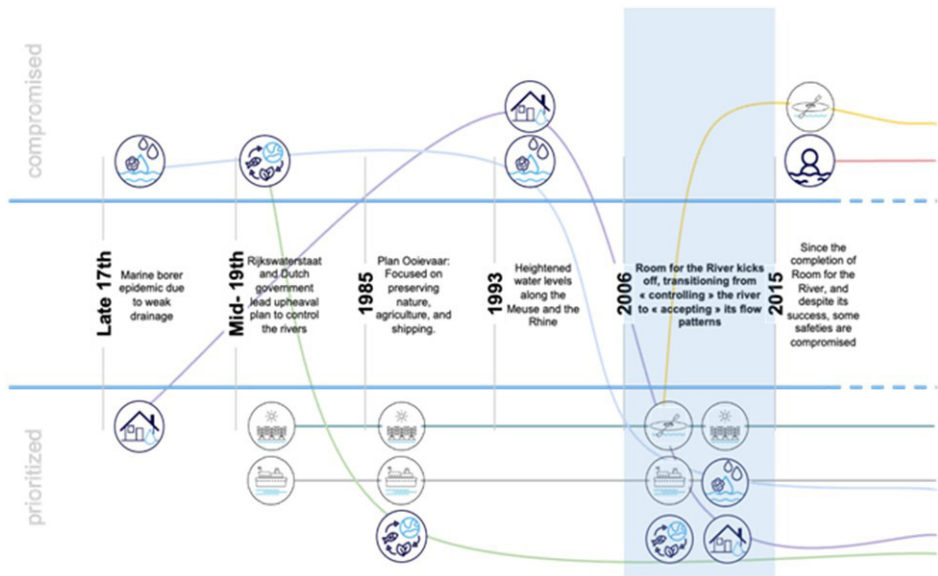 compromised
Late 17th
Marine borer
epidemic due
to weak
drainage
Mid- 19th
Rijkswaterstaat
and Dutch
government
lead upheaval
plan to control
the rivers
1985
Plan Ooievaar:
Focused on
preserving
nature,
agriculture, and
shipping.
1993
Heightened
water levels
along the
Meuse and the
Rhine
2006
Room for the River kicks
off, transitioning from
« controlling » the river
to « accepting » its flow
patterns
2015
Since the
completion of
Room for the
River, and despite
its success, some
safeties are
compromised
prioritized